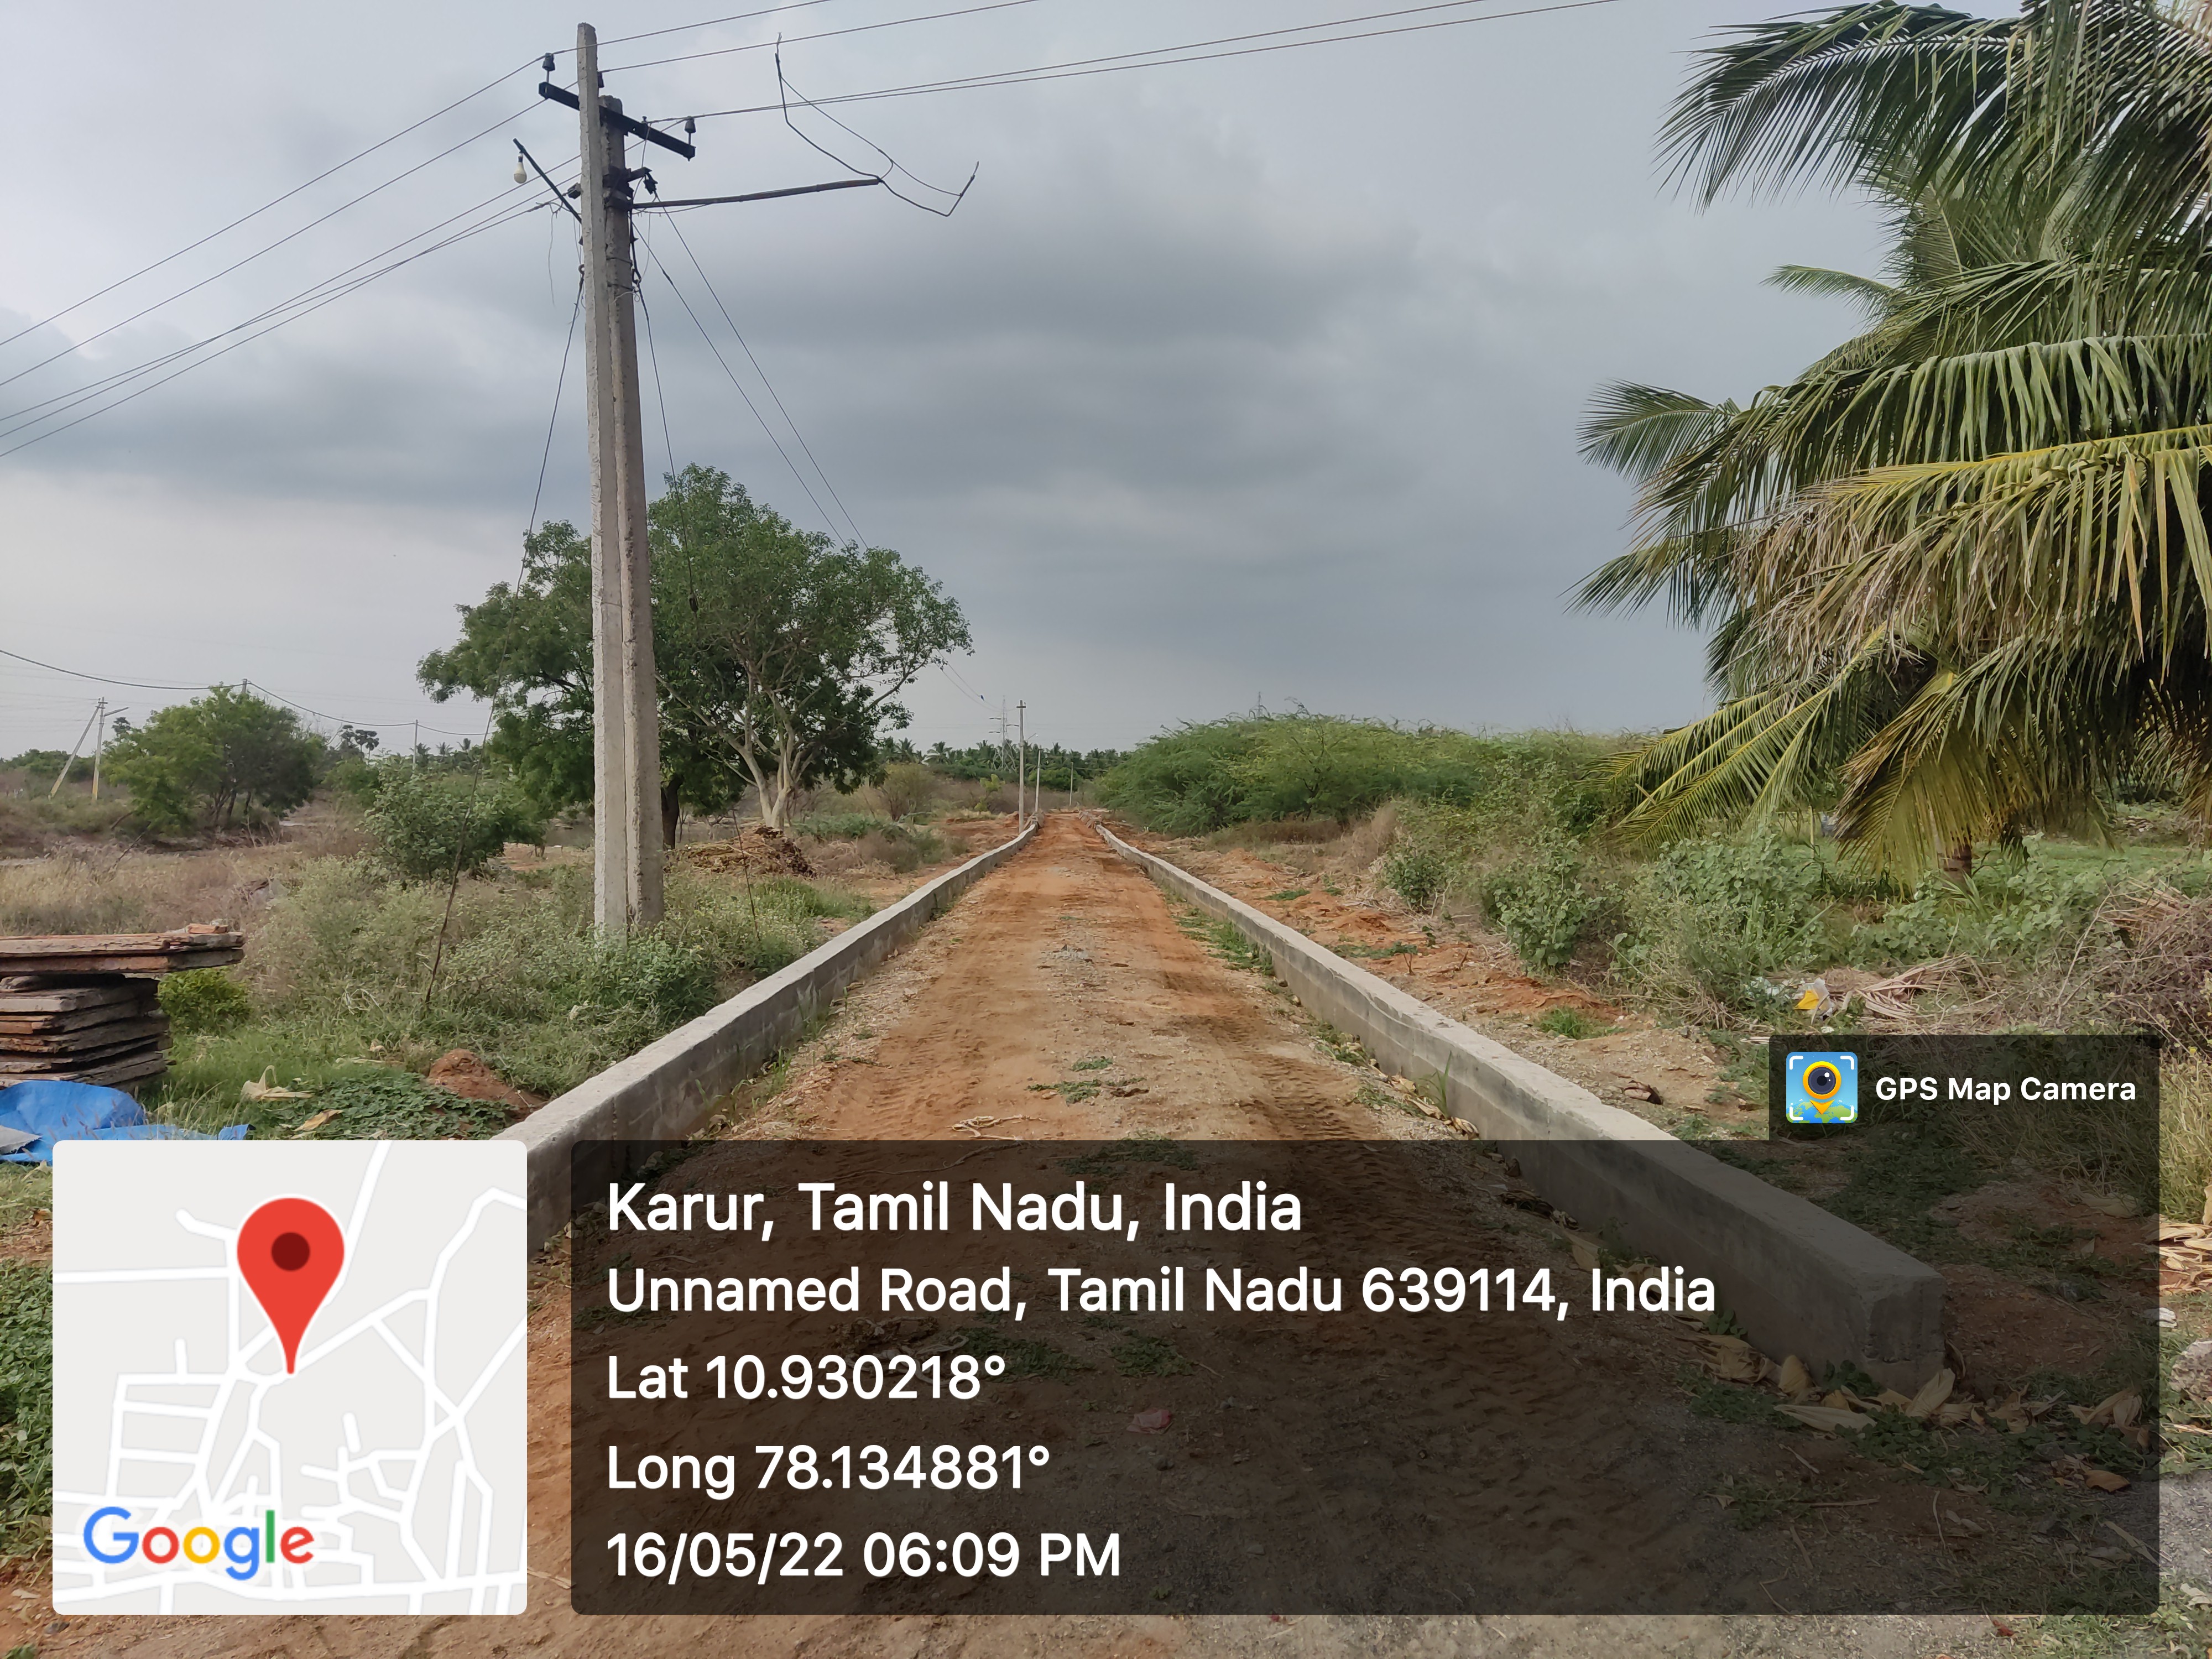 GPS Map Camera
Karur, Tamil Nadu, India
Unnamed Road, Tamil Nadu 639114, India
Lat 10.930218°
Long 78.134881°
16/05/22 06:09 PM
Google